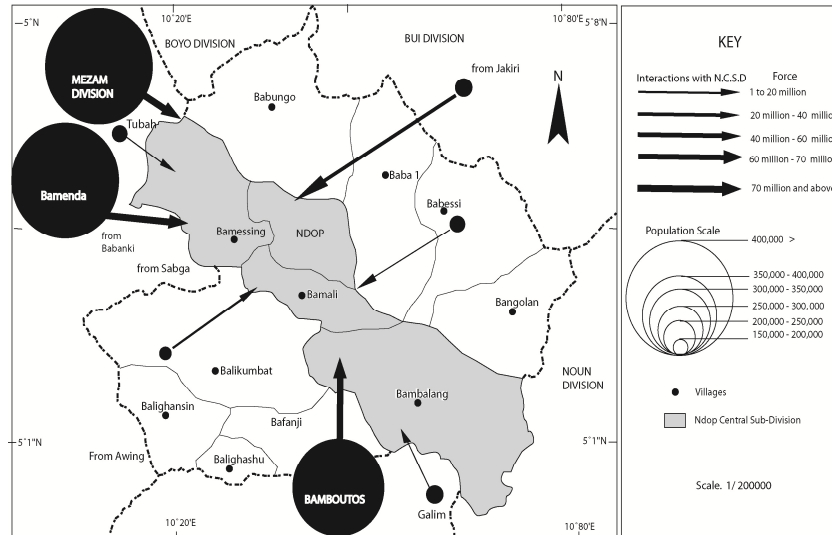 10°20'E
10°80'E
5°N
5°8'N
BOYO DIVISION
BUI DIVISION
from Jakiri
MEZAM
DIVISION
Babungo
N
Tubah
Baba 1
Bamenda
Babessi
from
Babanki
Bamessing
NDOP
from Sabga
Bamali
Bangolan
Balikumbat
NOUN
DIVISION
Balighansin
Bambalang
Bafanji
5°1"N
5°1'N
From Awing
Balighashu
BAMBOUTOS
Galim
10°20'E
10°80'E
KEY
Interactions with N.C.S.D
Force
1 to 20 million
20 million - 40 millio
40 million - 60 millio
60 million - 70 millio
70 million and above
Population Scale
400,000 >
350,000 - 400,000
300,000 - 350,000
250.000 - 300.000
200,000 - 250,000
150,000 - 200,000
Villages
Ndop Central Sub-Division
Scale. 1/ 200000